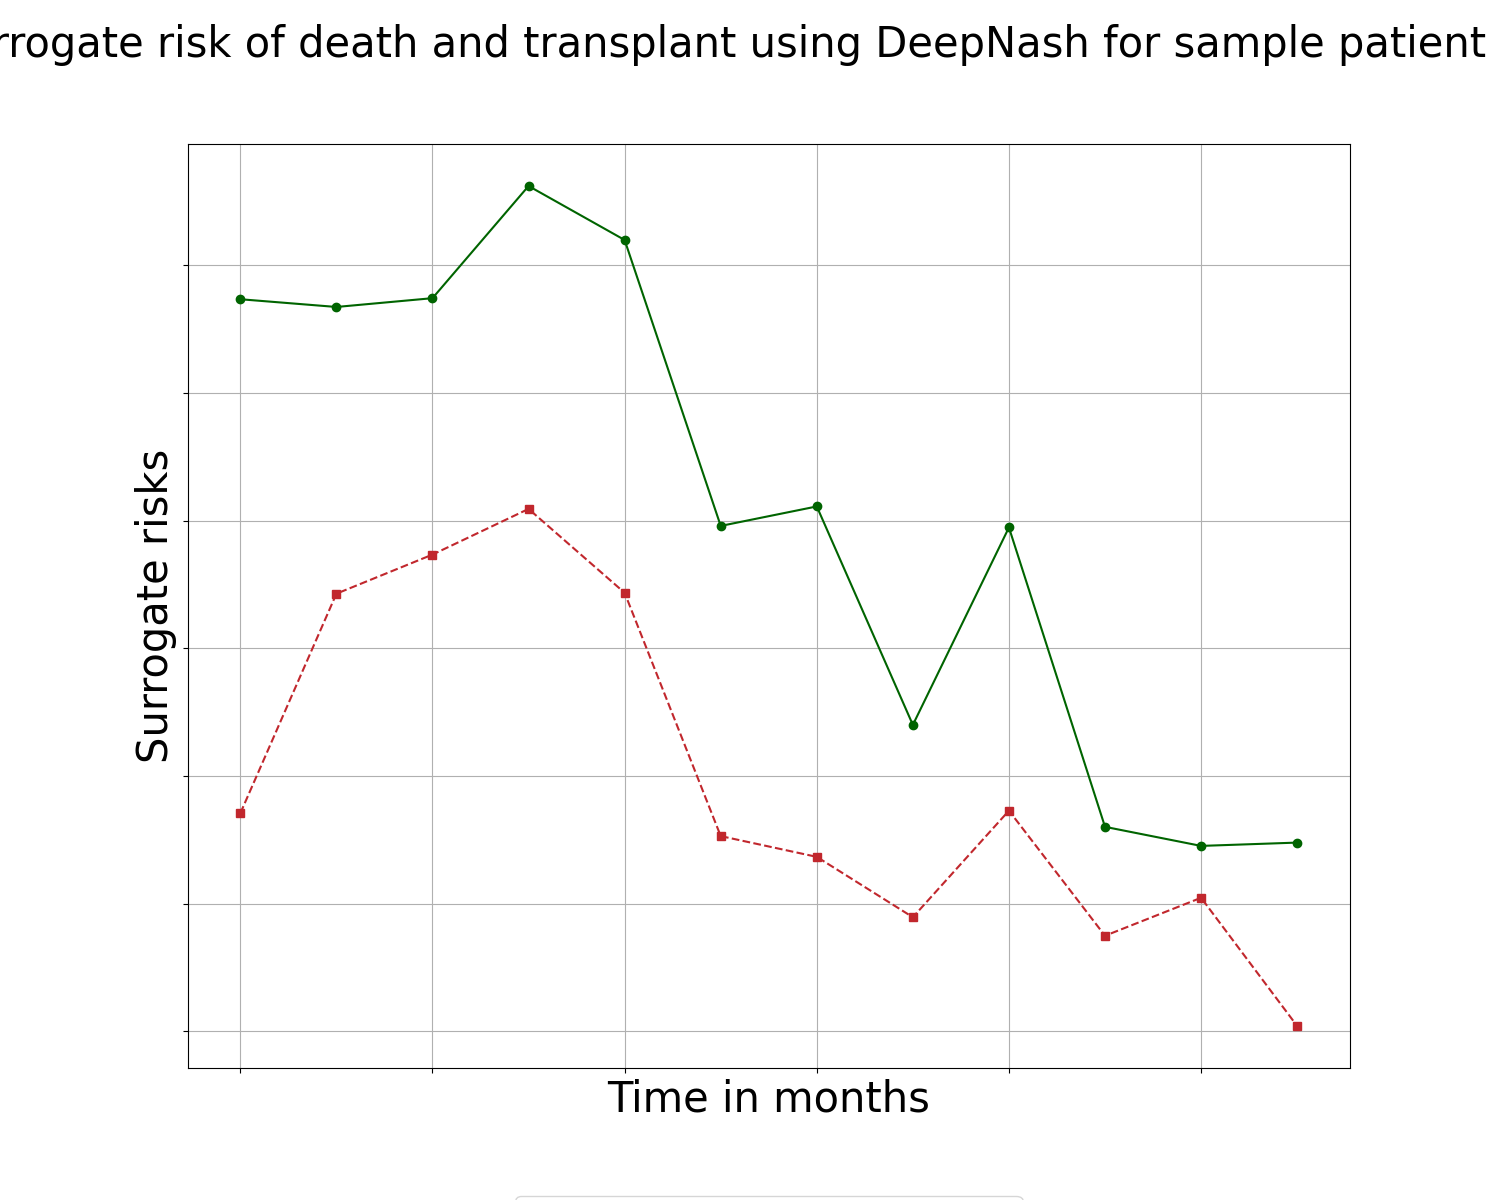 rrogate risk of death and transplant using DeepNash for sample patient
Surrogate risks
Time in months